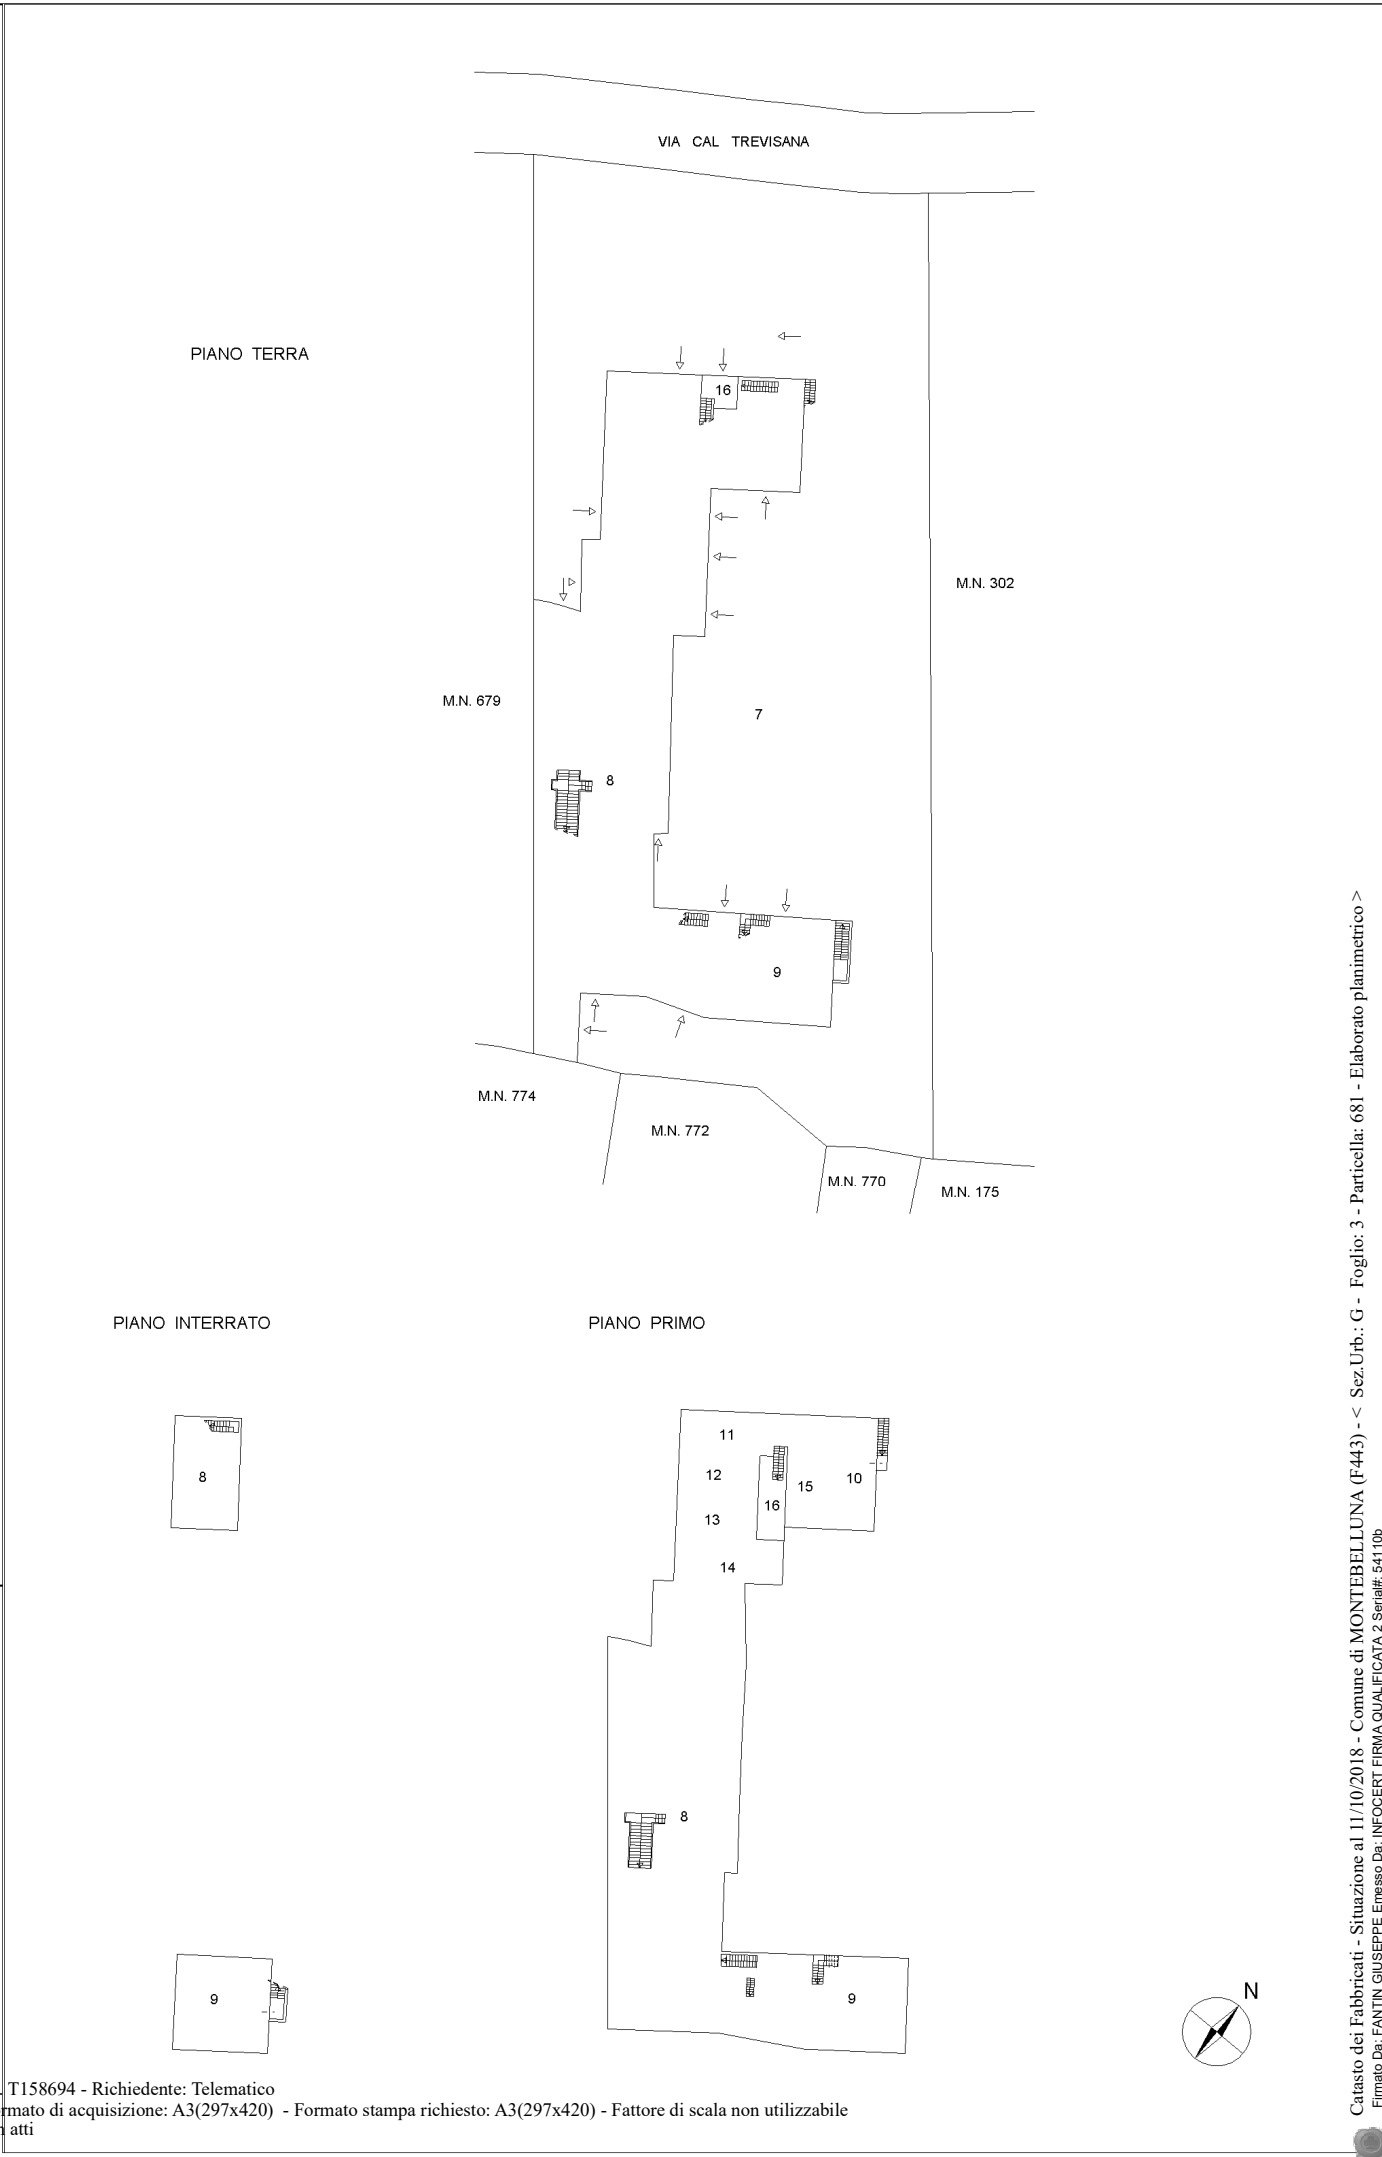 VIA CAL TREVISANA
PIANO TERRA
16
M.N. 302
M.N. 679
7
8
9
M.N. 774
M.N. 772
M.N. 770
M.N. 175
PIANO INTERRATO
PIANO PRIMO
8
9
11
12
10
15
16
13
14
8
9
N
T158694 - Richiedente: Telematico
rmato di acquisizione: A3(297x420) - Formato stampa richiesto: A3(297x420) - Fattore di scala non utilizzabile
atti
Catasto dei Fabbricati - Situazione al 11/10/2018 - Comune di MONTEBELLUNA (F443) - < Sez.Urb.: G - Foglio: 3 - Particella: 681 - Elaborato planimetrico >
Firmato Da: FANTIN GIUSEPPE Emesso Da: INFOCERT FIRMA QUALIFICATA 2 Serial#: 54110b